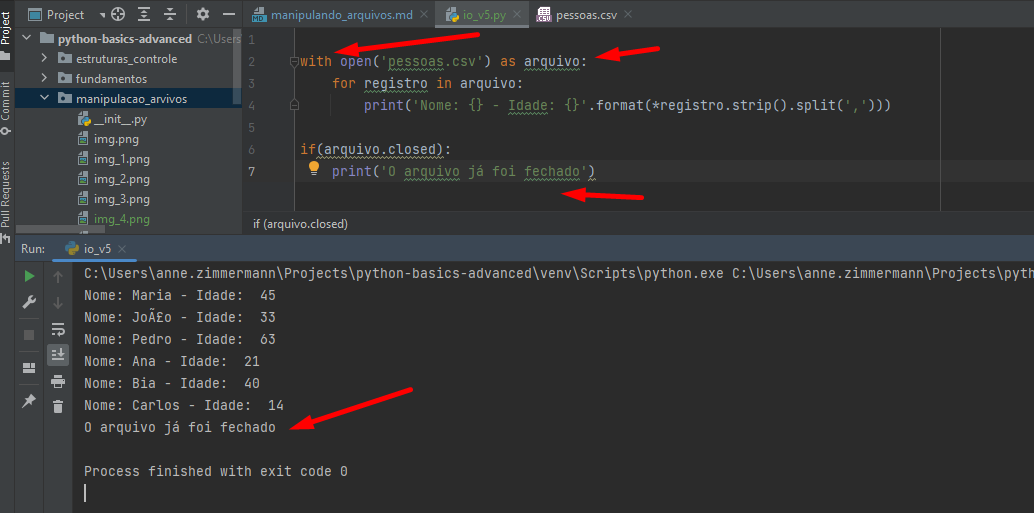 Project
Project
manipulando_arquivos.md
io_v5.py
pessoas.csv
python-basics-advanced C:\Users
estruturas_controle
fundamentos
manipulacao_arvivos
__init__.py
img.png
img_1.png
img_2.png
img_3.png
img_4.png
Commit
Pull Requests
1
2 with open('pessoas.csv') as arquivo:
3 for registro in arquivo:
4 print('Nome: {} - Idade: {}'.format(*registro.strip().split(',')))
5
6 if(arquivo.closed):
7 print('O arquivo já foi fechado')
if (arquivo.closed)
Run: io_v5
C:\Users\anne.zimmermann\Projects\python-basics-advanced\venv\Scripts\python.exe C:\Users\anne.zimmermann\Projects\pyth
Nome: Maria - Idade:  45
Nome: JoÃ£o - Idade:  33
Nome: Pedro - Idade:  63
Nome: Ana - Idade:  21
Nome: Bia - Idade:  40
Nome: Carlos - Idade:  14
O arquivo já foi fechado
Process finished with exit code 0